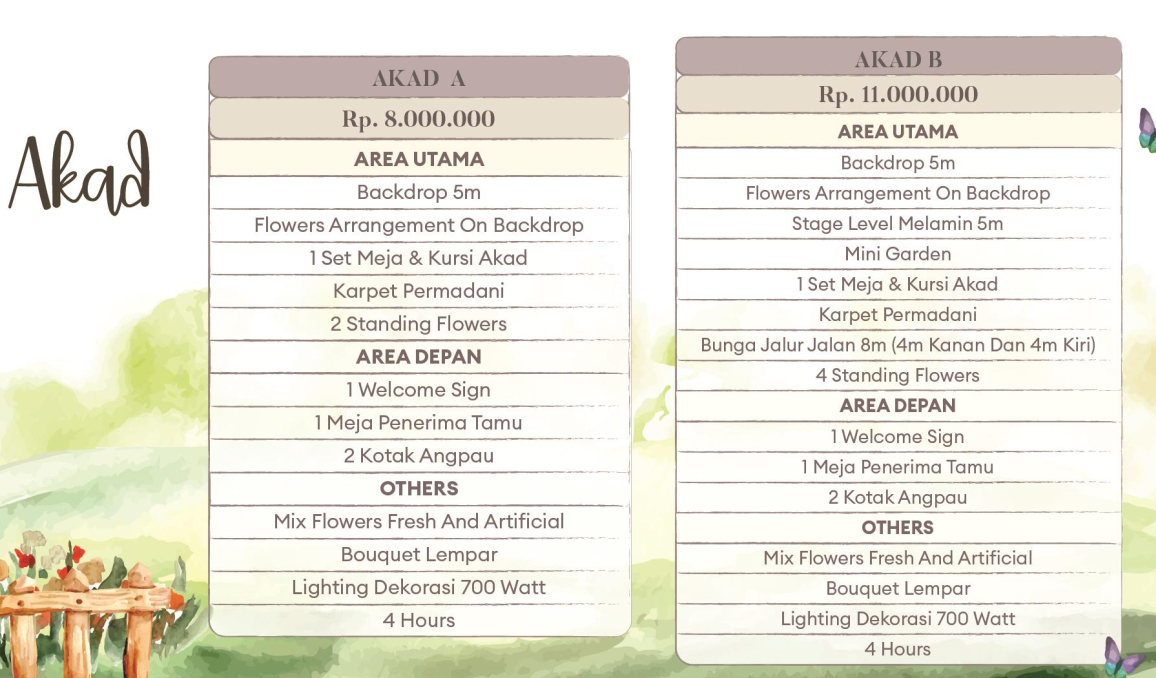 Akad
AKAD A
Rp. 8.000.000
AREA UTAMA
Backdrop 5m
Flowers Arrangement On Backdrop
1 Set Meja & Kursi Akad
Karpet Permadani
2 Standing Flowers
AREA DEPAN
1 Welcome Sign
1 Meja Penerima Tamu
2 Kotak Angpau
OTHERS
Mix Flowers Fresh And Artificial
Bouquet Lempar
Lighting Dekorasi 700 Watt
4 Hours
AKAD B
Rp. 11.000.000
AREA UTAMA
Backdrop 5m
Flowers Arrangement On Backdrop
Stage Level Melamin 5m
Mini Garden
1 Set Meja & Kursi Akad
Karpet Permadani
Bunga Jalur Jalan 8m (4m Kanan Dan 4m Kiri)
4 Standing Flowers
AREA DEPAN
1 Welcome Sign
1 Meja Penerima Tamu
2 Kotak Angpau
OTHERS
Mix Flowers Fresh And Artificial
Bouquet Lempar
Lighting Dekorasi 700 Watt
4 Hours